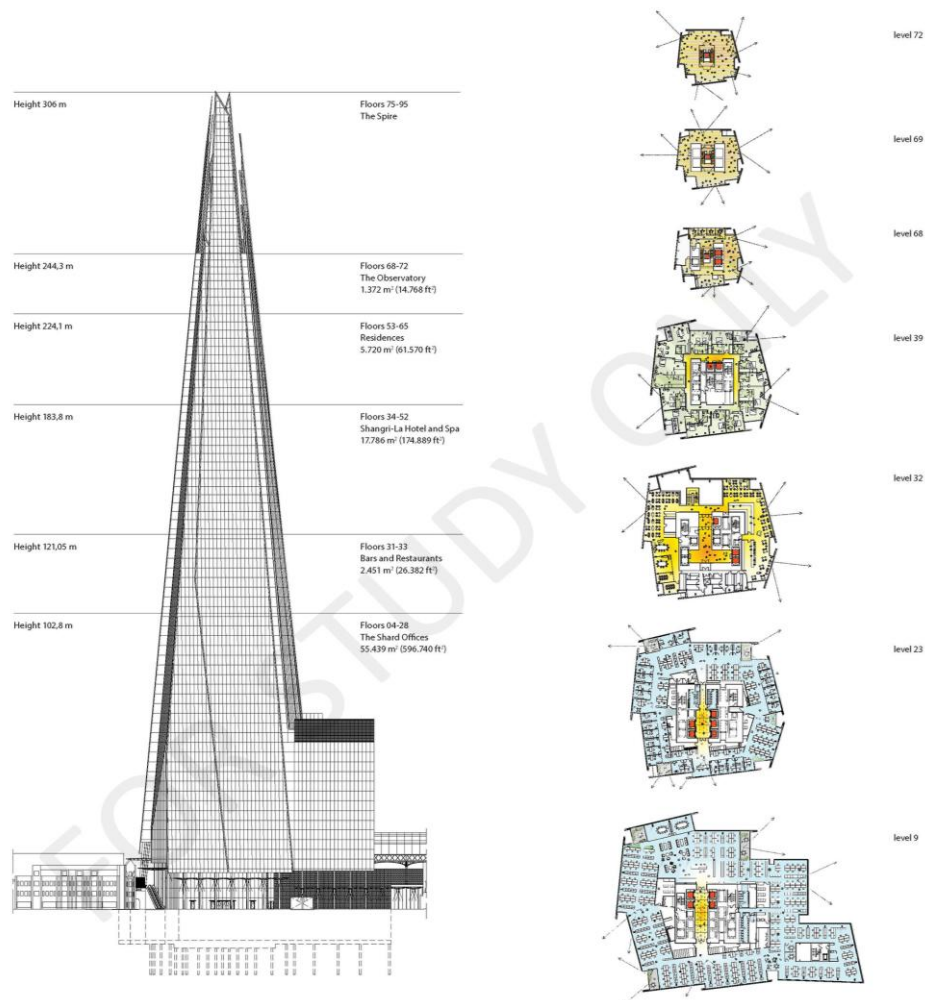 Height 306 m
Floors 75-95
The Spire
Height 244,3 m
Floors 68-72
The Observatory
1.372 m² (14.768 ft²)
Height 224,1 m
Floors 53-65
Residences
5.720 m² (61.570 ft²)
Height 183,8 m
Floors 34-52
Shangri-La Hotel and Spa
17.786 m² (174.889 ft²)
Height 121,05 m
Floors 31-33
Bars and Restaurants
2.451 m² (26.382 ft²)
Height 102,8 m
Floors 04-28
The Shard Offices
55.439 m² (596.740 ft²)
level 72
level 69
level 68
level 39
level 32
level 23
level 9
FOR STUDY ONLY